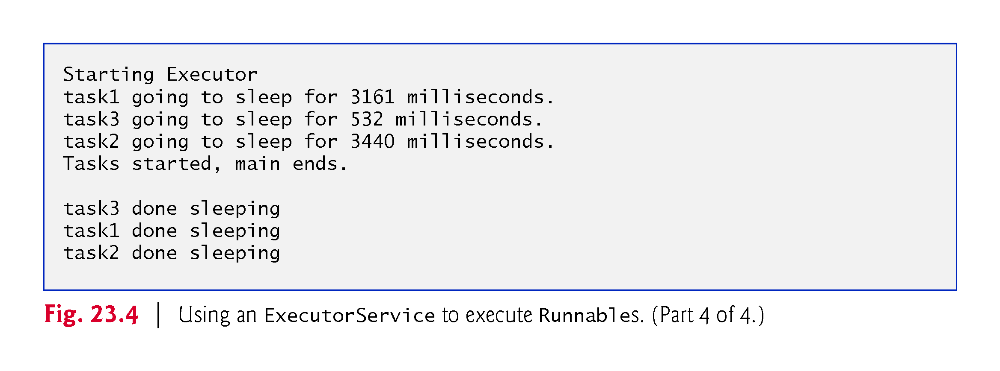 Starting Executor
task1 going to sleep for 3161 milliseconds.
task3 going to sleep for 532 milliseconds.
task2 going to sleep for 3440 milliseconds.
Tasks started, main ends.

task3 done sleeping
task1 done sleeping
task2 done sleeping
Fig. 23.4 | Using an ExecutorService to execute Runnables. (Part 4 of 4.)